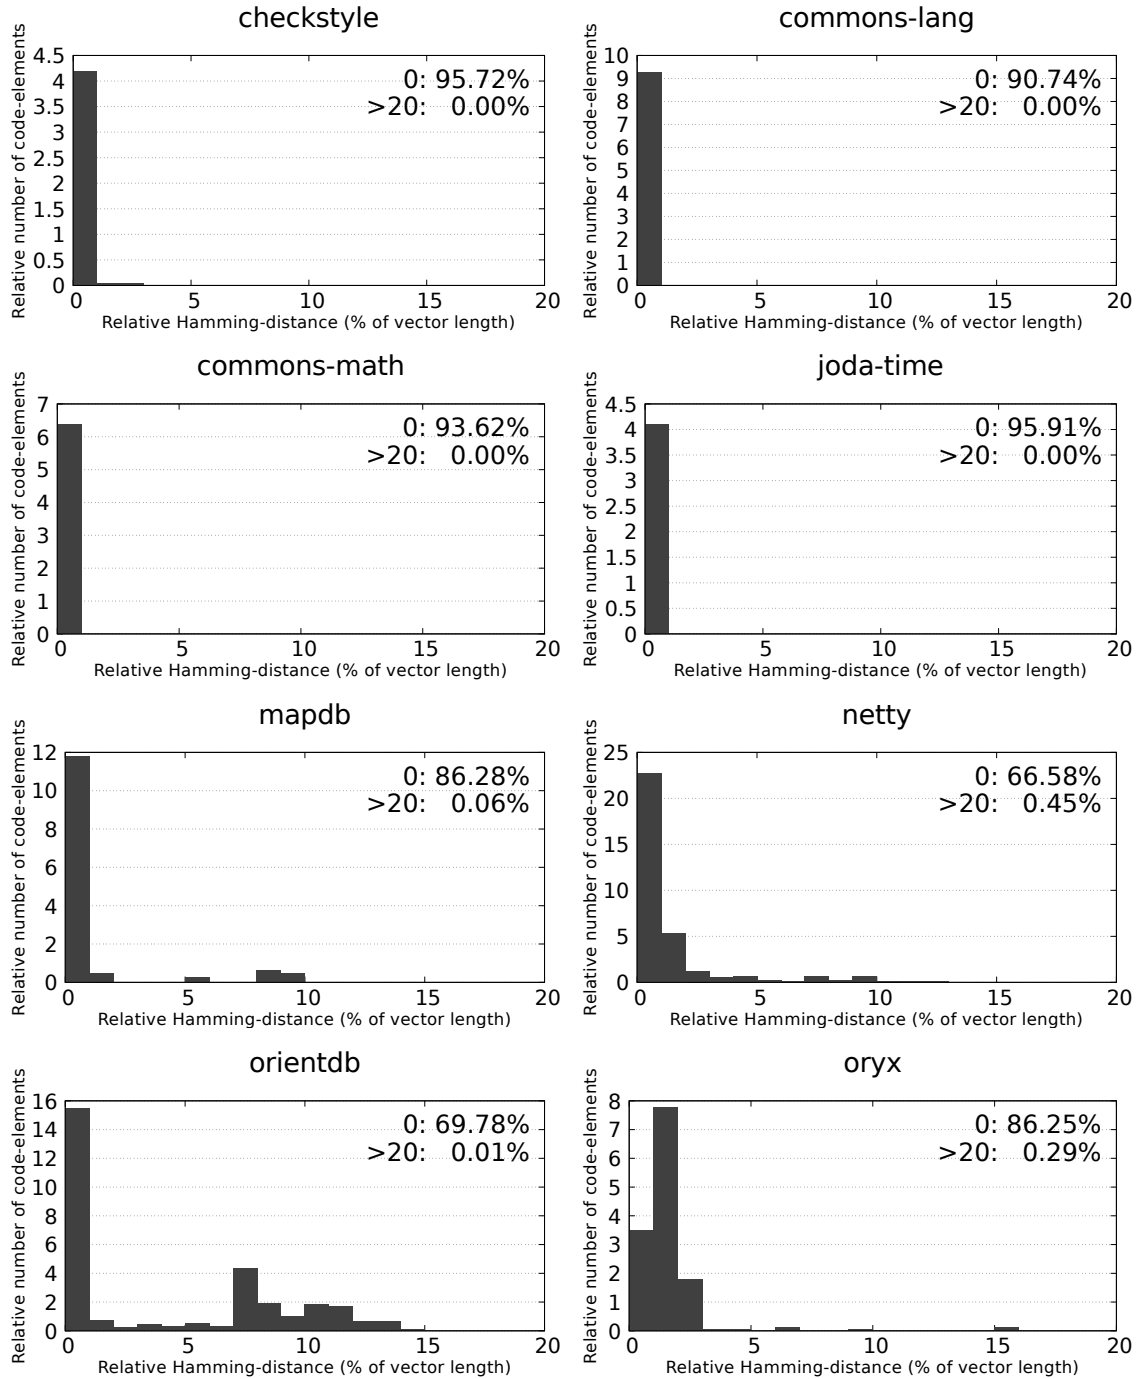 checkstyle
Relative number of code-elements
4.5
4
3.5
3
2.5
2
1.5
1
0.5
0
0: 95.72%
>20: 0.00%
0 5 10 15 20
Relative Hamming-distance (% of vector length)
commons-lang
Relative number of code-elements
10
9
8
7
6
5
4
3
2
1
0
0: 90.74%
>20: 0.00%
0 5 10 15 20
Relative Hamming-distance (% of vector length)
commons-math
Relative number of code-elements
7
6
5
4
3
2
1
0
0: 93.62%
>20: 0.00%
0 5 10 15 20
Relative Hamming-distance (% of vector length)
joda-time
Relative number of code-elements
4.5
4
3.5
3
2.5
2
1.5
1
0.5
0
0: 95.91%
>20: 0.00%
0 5 10 15 20
Relative Hamming-distance (% of vector length)
mapdb
Relative number of code-elements
12
10
8
6
4
2
0
0: 86.28%
>20: 0.06%
0 5 10 15 20
Relative Hamming-distance (% of vector length)
netty
Relative number of code-elements
25
20
15
10
5
0
0: 66.58%
>20: 0.45%
0 5 10 15 20
Relative Hamming-distance (% of vector length)
orientdb
Relative number of code-elements
16
14
12
10
8
6
4
2
0
0: 69.78%
>20: 0.01%
0 5 10 15 20
Relative Hamming-distance (% of vector length)
oryx
Relative number of code-elements
8
7
6
5
4
3
2
1
0
0: 86.25%
>20: 0.29%
0 5 10 15 20
Relative Hamming-distance (% of vector length)